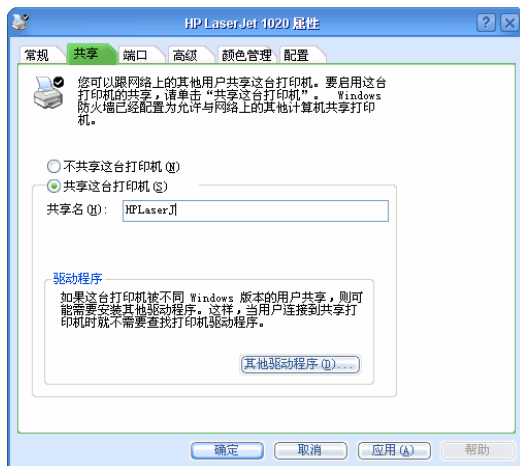 HP LaserJet 1020 属性
常规 共享 端口 高级 颜色管理 配置
您可以跟网络上的其他用户共享这台打印机。要启用这台
打印机的共享，请单击“共享这台打印机”。 Windows
防火墙已经配置为允许与网络上的其他计算机共享打印
机。
不共享这台打印机(N)
共享这台打印机(S)
共享名(H): HPLaserJ
驱动程序
如果这台打印机被不同 Windows 版本的用户共享，则可
能需要安装其他驱动程序。这样，当用户连接到共享打
印机时就不需要查找打印机驱动程序。
其他驱动程序(D)...
确定 取消 应用(A) 帮助